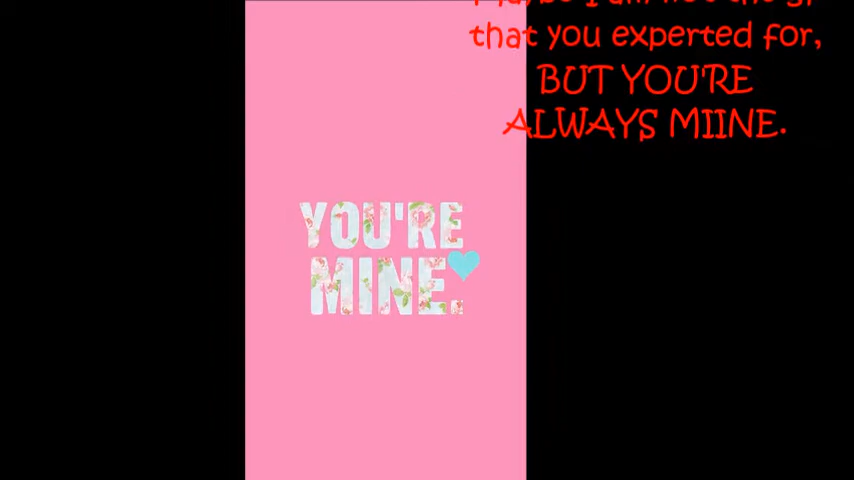 that you experted for,
BUT YOU'RE
ALWAYS MIINE.
YOU'RE
MINE.